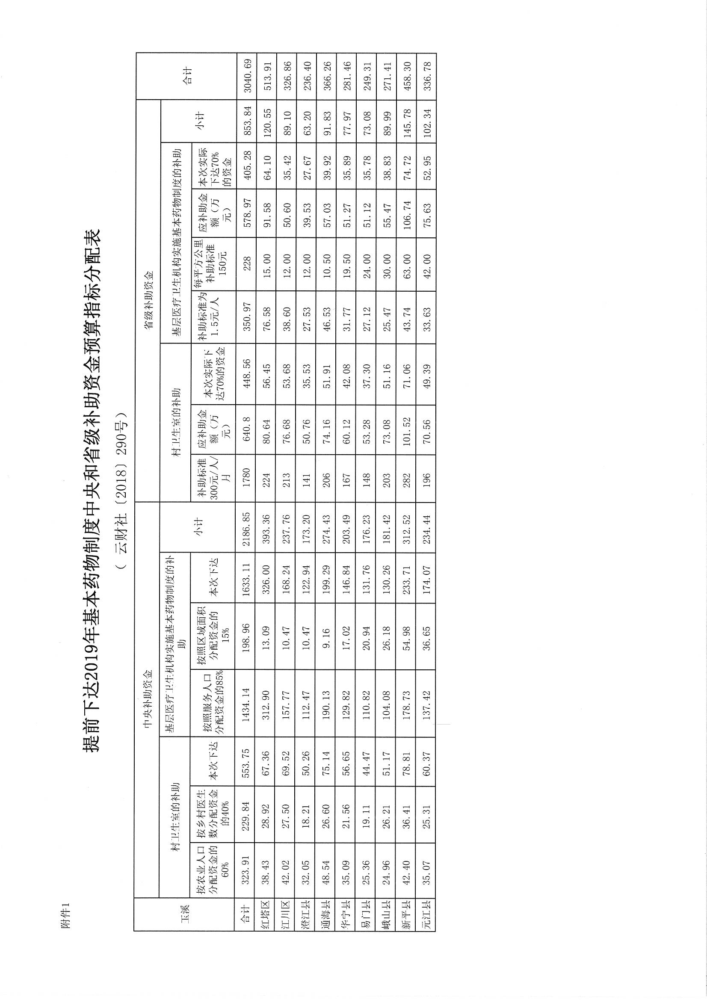 附件1
提前下达2019年基本药物制度中央和省级补助资金预算指标分配表
（ 云财社〔2018〕290号）
玉溪 中央补助资金 省级补助资金 合计
村卫生室的补助 基层医疗卫生机构实施基本药物制度的补助 小计 村卫生室的补助 基层医疗卫生机构实施基本药物制度的补助 小计
按农业人口分配资金的60% 按乡村医生数分配资金的40% 本次下达 按照服务人口分配资金的85% 按照区域面积分配资金的15% 本次下达 补助标准300元/人/月 应补助金额（万元） 本次实际下达70%的资金 补助标准为1.5元/人 每平方公里补助标准150元 应补助金额（万元） 本次实际下达70%的资金
合计 323.91 229.84 553.75 1434.14 198.96 1633.11 2186.85 1780 640.8 448.56 350.97 228 578.97 405.28 853.84 3040.69
红塔区 38.43 28.92 67.36 312.90 13.09 326.00 393.36 224 80.64 56.45 76.58 15.00 91.58 64.10 120.55 513.91
江川区 42.02 27.50 69.52 157.77 10.47 168.24 237.76 213 76.68 53.68 38.60 12.00 50.60 35.42 89.10 326.86
澄江县 32.05 18.21 50.26 112.47 10.47 122.94 173.20 141 50.76 35.53 27.53 12.00 39.53 27.67 63.20 236.40
通海县 48.54 26.60 75.14 190.13 9.16 199.29 274.43 206 74.16 51.91 46.53 10.50 57.03 39.92 91.83 366.26
华宁县 35.09 21.56 56.65 129.82 17.02 146.84 203.49 167 60.12 42.08 31.77 19.50 51.27 35.89 77.97 281.46
易门县 25.36 19.11 44.47 110.82 20.94 131.76 176.23 148 53.28 37.30 27.12 24.00 51.12 35.78 73.08 249.31
峨山县 24.96 26.21 51.17 104.08 26.18 130.26 181.42 203 73.08 51.16 25.47 30.00 55.47 38.83 89.99 271.41
新平县 42.40 36.41 78.81 178.73 54.98 233.71 312.52 282 101.52 71.06 43.74 63.00 106.74 74.72 145.78 458.30
元江县 35.07 25.31 60.37 137.42 36.65 174.07 234.44 196 70.56 49.39 33.63 42.00 75.63 52.95 102.34 336.78